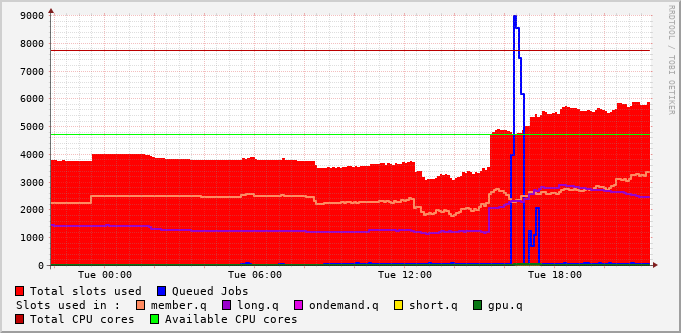 RRDTOOL / TOBI OETIKER
9000
8000
7000
6000
5000
4000
3000
2000
1000
0
Tue 00:00 Tue 06:00 Tue 12:00 Tue 18:00
Total slots used Queued Jobs
Slots used in : member.q long.q ondemand.q short.q gpu.q
Total CPU cores Available CPU cores